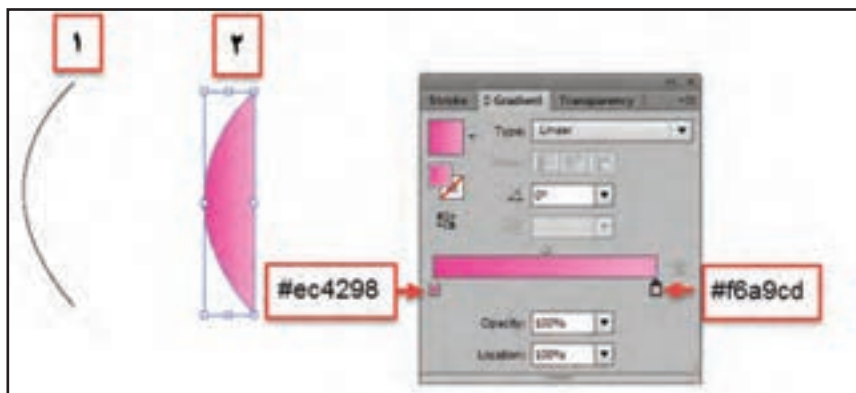 ۱
۲
Stroke Gradient Transparency
Type: Linear
0°
#ec4298
#f6a9cd
Opacity: 100%
Location: 100%